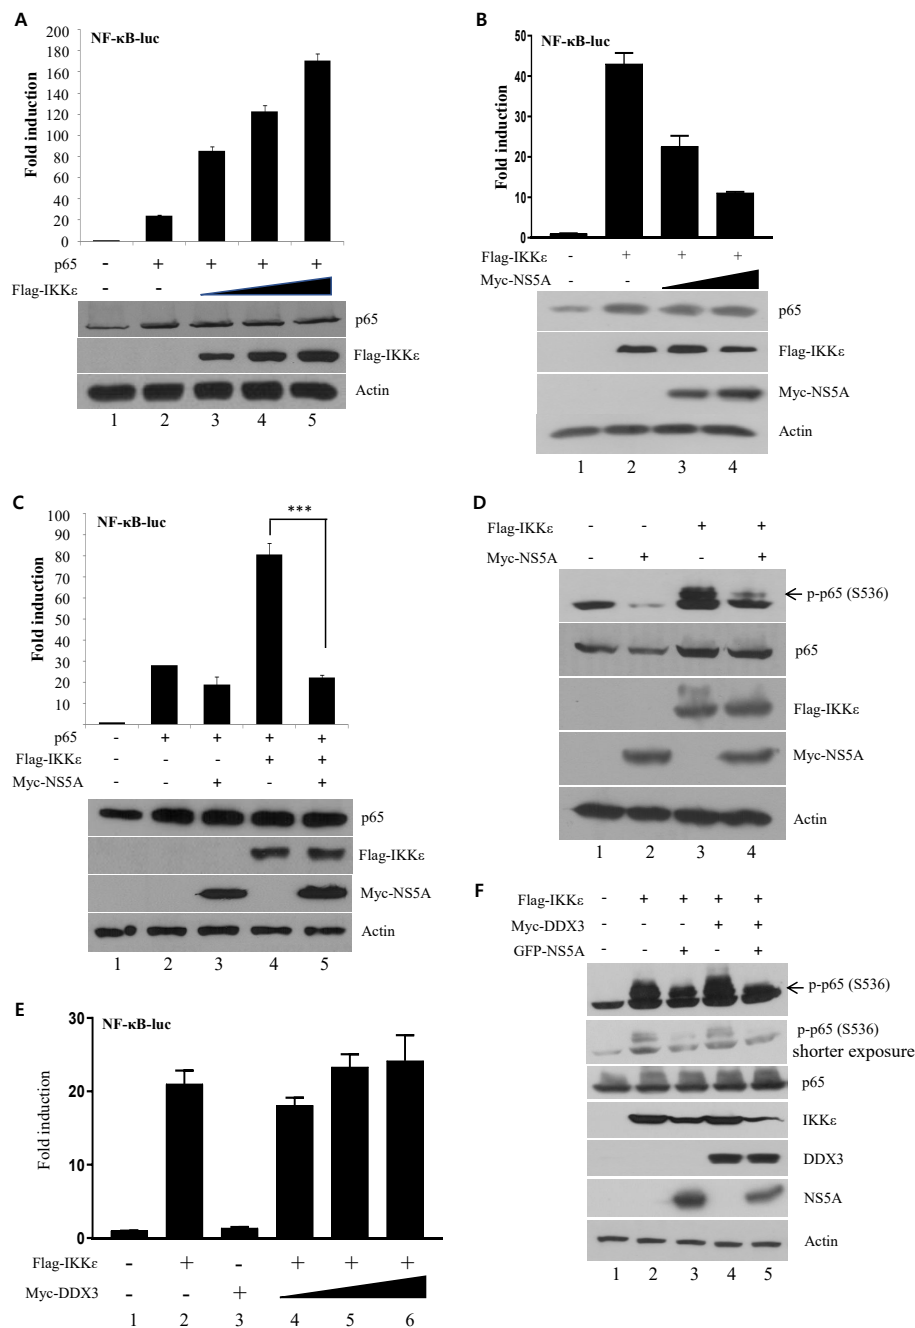 A
NF-κB-luc
Fold induction
200
180
160
140
120
100
80
60
40
20
0
p65 - + + + +
Flag-IKKε - -
p65
Flag-IKKε
Actin
1 2 3 4 5
B
NF-κB-luc
Fold induction
50
40
30
20
10
0
Flag-IKKε - + + +
Myc-NS5A - -
p65
Flag-IKKε
Myc-NS5A
Actin
1 2 3 4
C
NF-κB-luc
***
Fold induction
100
90
80
70
60
50
40
30
20
10
p65 - + + + +
Flag-IKKε - - - + +
Myc-NS5A - - + - +
p65
Flag-IKKε
Myc-NS5A
Actin
1 2 3 4 5
D
Flag-IKKε - - + +
Myc-NS5A - + - +
p-p65 (S536)
p65
Flag-IKKε
Myc-NS5A
Actin
1 2 3 4
E
NF-κB-luc
Fold induction
30
20
10
0
Flag-IKKε - + - + + +
Myc-DDX3 - - +
1 2 3 4 5 6
F
Flag-IKKε - + + + +
Myc-DDX3 - - - + +
GFP-NS5A - - + - +
p-p65 (S536)
p-p65 (S536)
shorter exposure
p65
IKKε
DDX3
NS5A
Actin
1 2 3 4 5